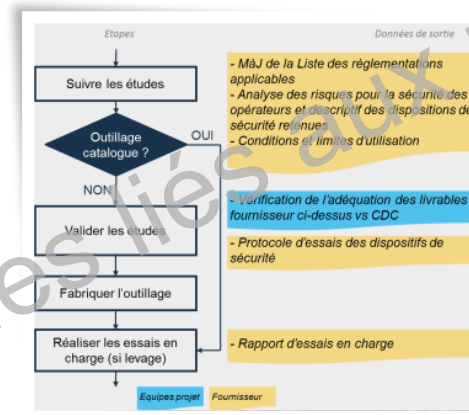 Etapes
Données de sortie
Suivre les études
- MàJ de la Liste des réglementations
applicables
- Analyse des risques pour la sécurité des
opérateurs et descriptif des dispositions de
sécurité retenues
- Conditions et limites d'utilisation
Outillage
catalogue ?
OUI
NON
- Vérification de l'adéquation des livrables
fournisseur ci-dessus vs CDC
Valider les études
- Protocole d'essais des dispositifs de
sécurité
Fabriquer l'outillage
Réaliser les essais en
charge (si levage)
- Rapport d'essais en charge
Equipes projet
Fournisseur
es liés aux